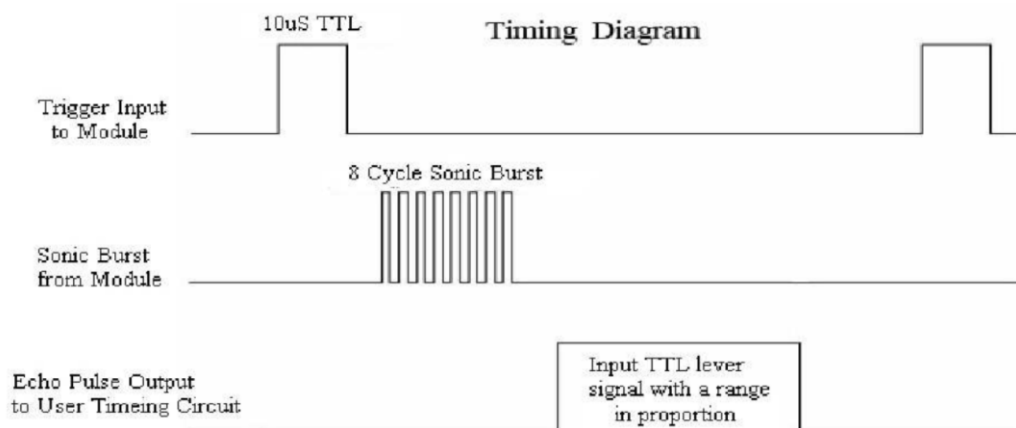 10uS TTL
Timing Diagram
Trigger Input
to Module
8 Cycle Sonic Burst
Sonic Burst
from Module
Echo Pulse Output
to User Timeing Circuit
Input TTL lever
signal with a range
in proportion